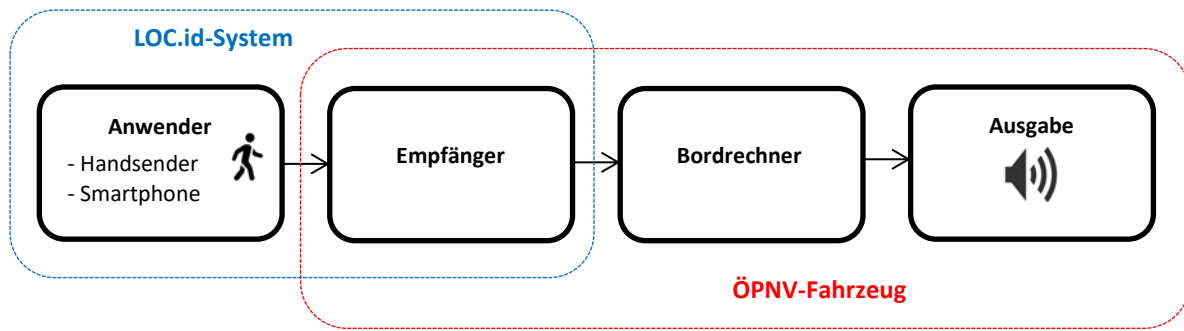 LOC.id-System
Anwender
- Handsender
- Smartphone
Empfänger
Bordrechner
Ausgabe
ÖPNV-Fahrzeug